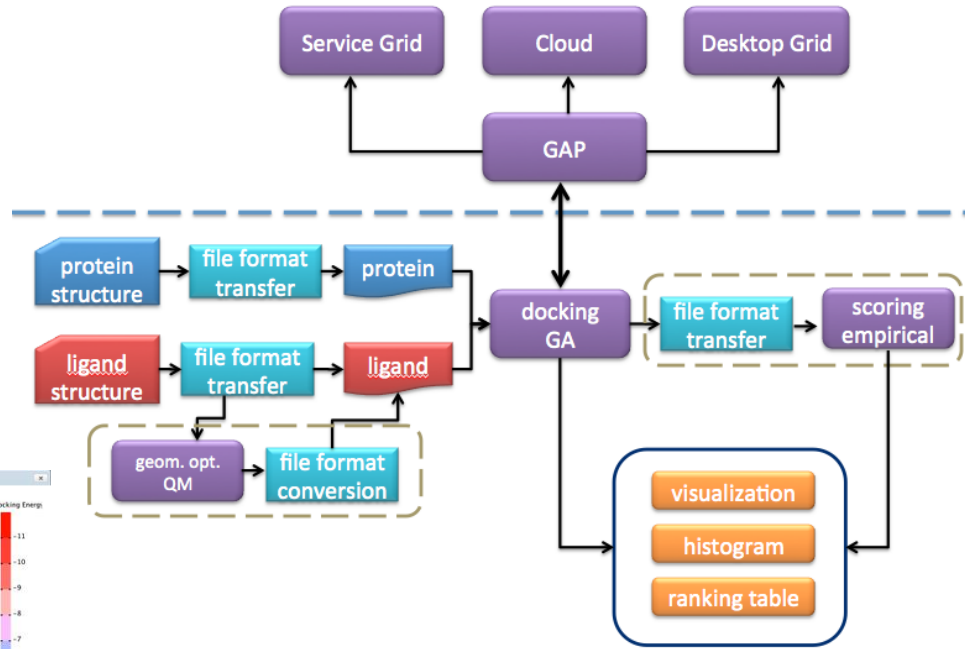 Service Grid
Cloud
Desktop Grid
GAP
protein
structure
file format
transfer
protein
docking
GA
file format
transfer
scoring
empirical
ligand
structure
file format
transfer
ligand
geom. opt.
QM
file format
conversion
visualization
histogram
ranking table
ocking Energy
-11
-10
-9
-8
-7